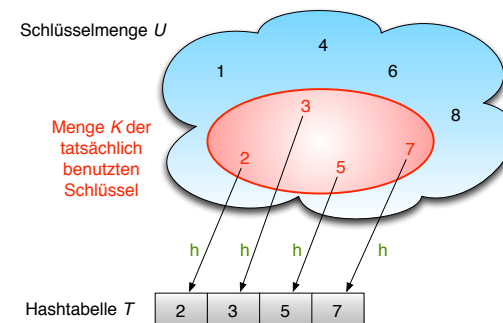 Schlüsselmenge U
4
1
6
8
3
Menge K der
tatsächlich
benutzten
Schlüssel
2
5
7
h
h
h
h
Hashtabelle T
2 3 5 7